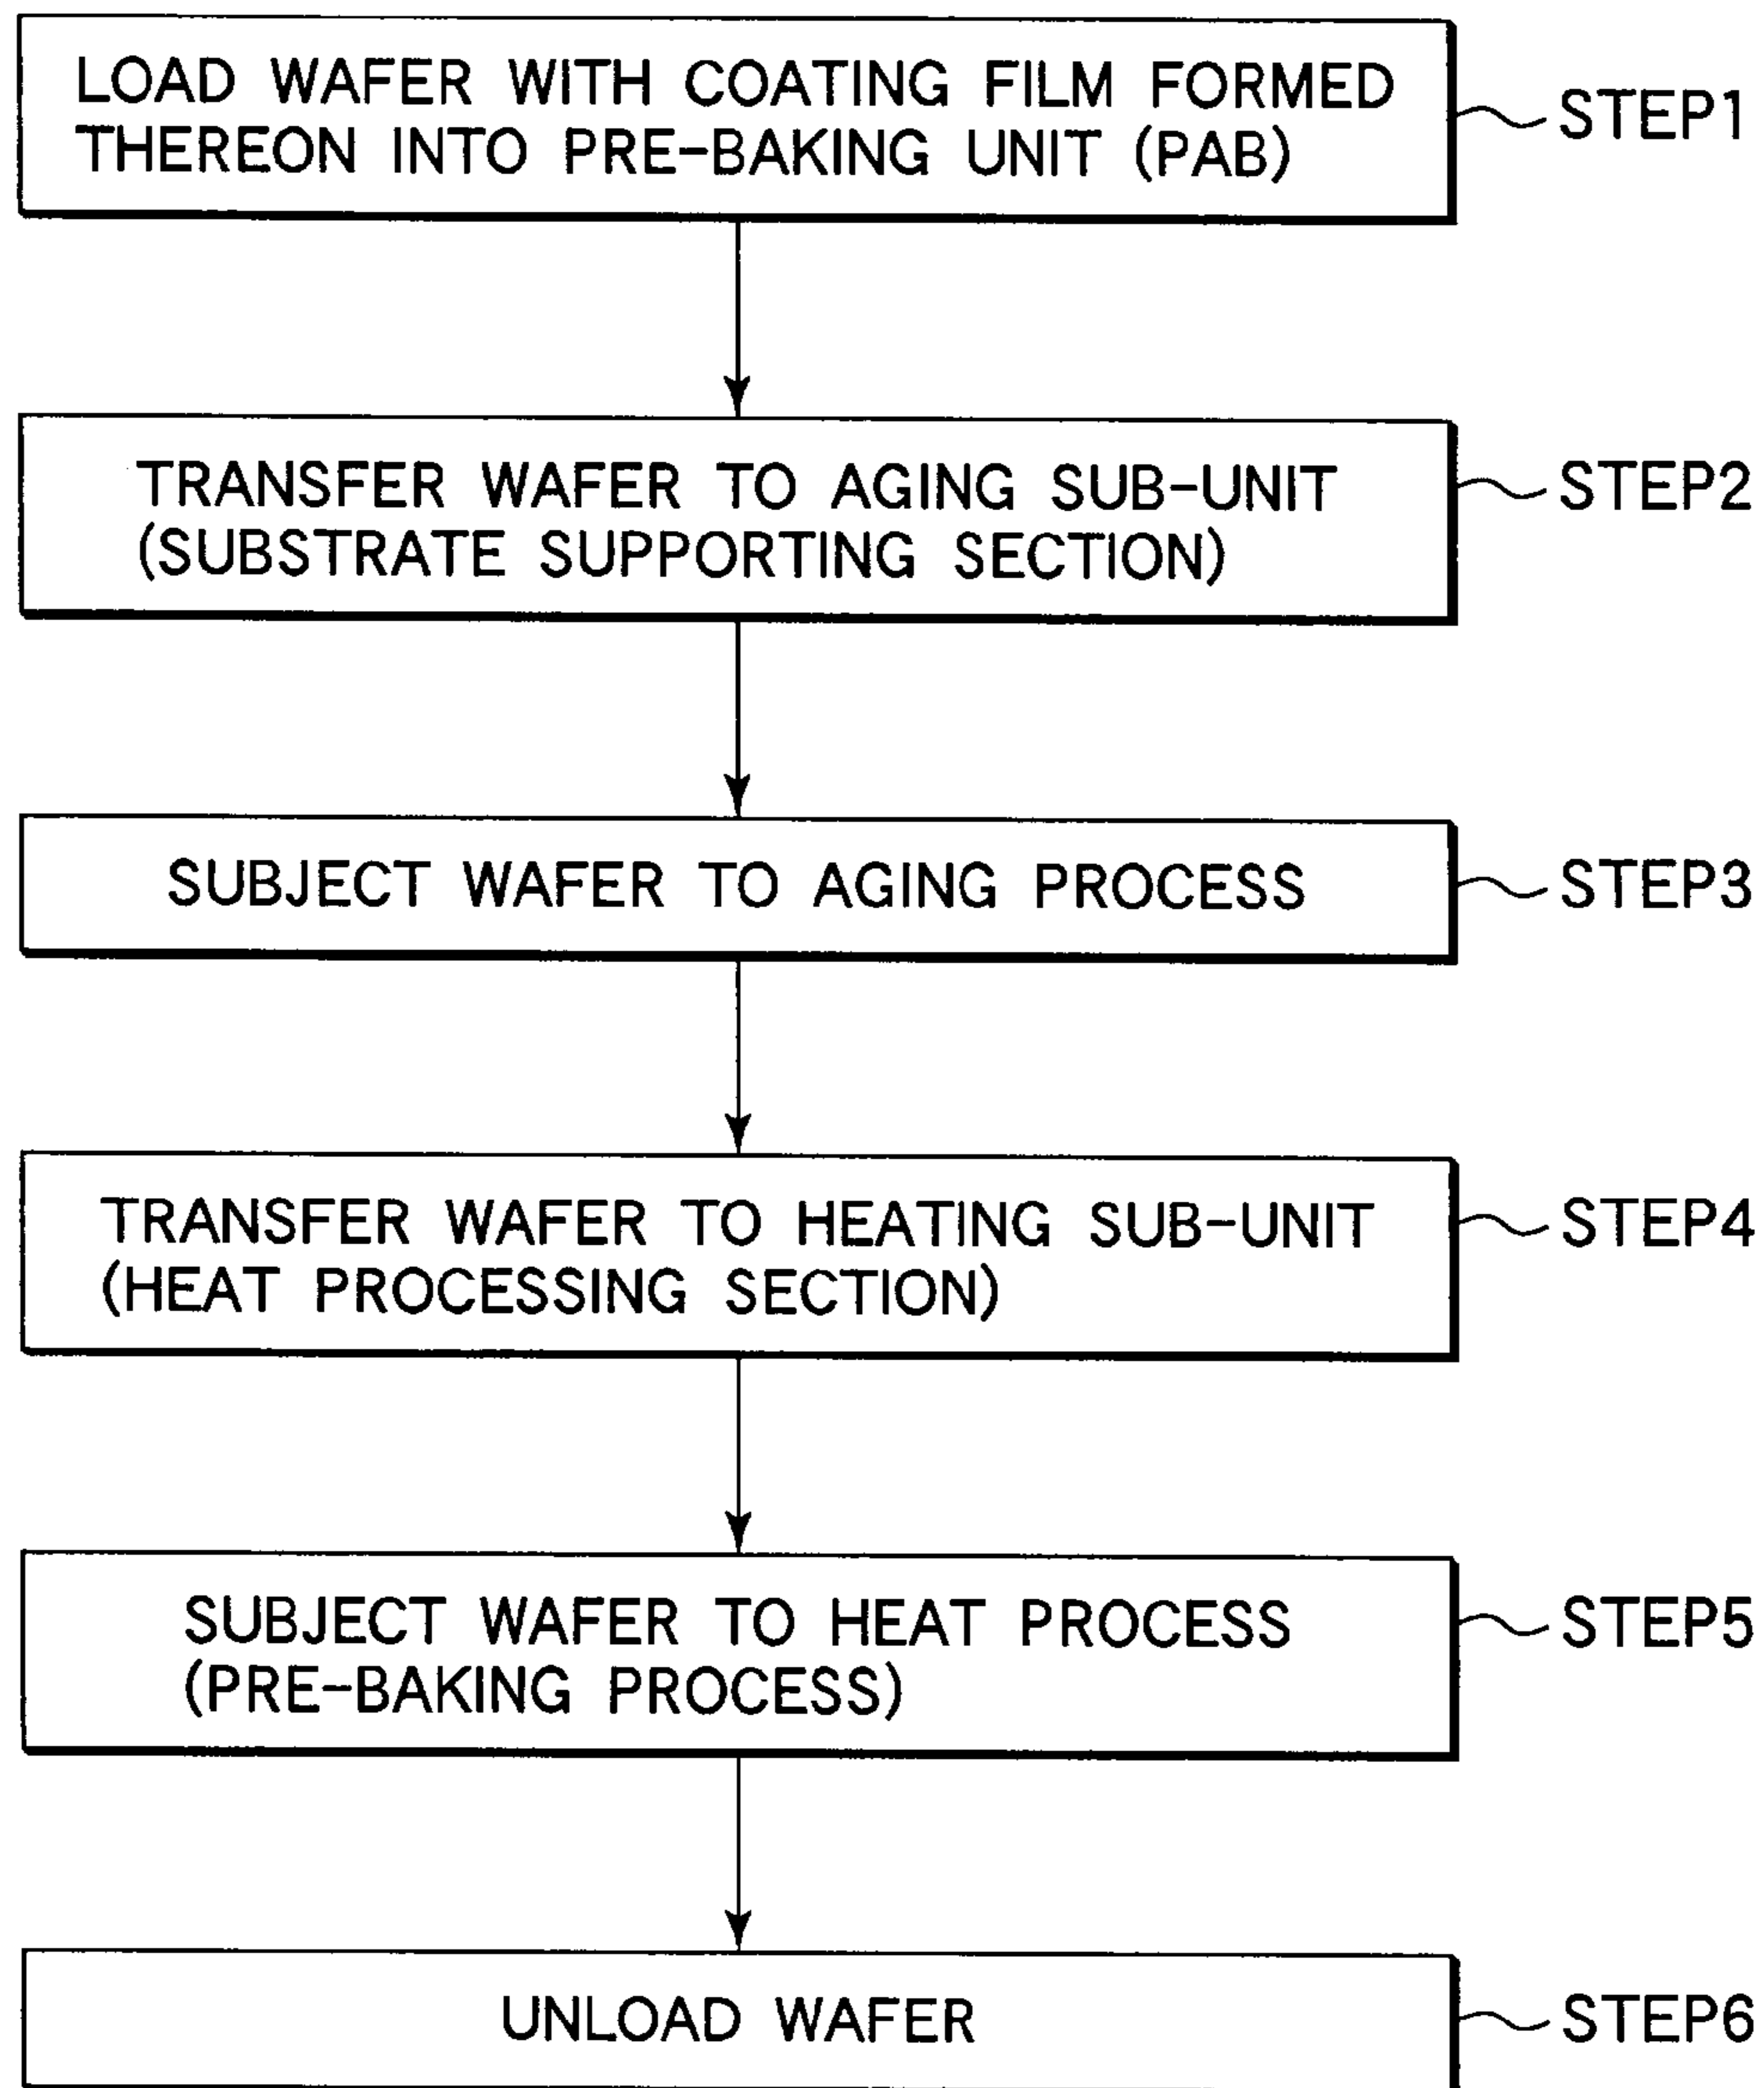 LOAD WAFER WITH COATING FILM FORMED
THEREON INTO PRE-BAKING UNIT (PAB)
STEP1
TRANSFER WAFER TO AGING SUB-UNIT
(SUBSTRATE SUPPORTING SECTION)
STEP2
SUBJECT WAFER TO AGING PROCESS
STEP3
TRANSFER WAFER TO HEATING SUB-UNIT
(HEAT PROCESSING SECTION)
STEP4
SUBJECT WAFER TO HEAT PROCESS
(PRE-BAKING PROCESS)
STEP5
UNLOAD WAFER
STEP6